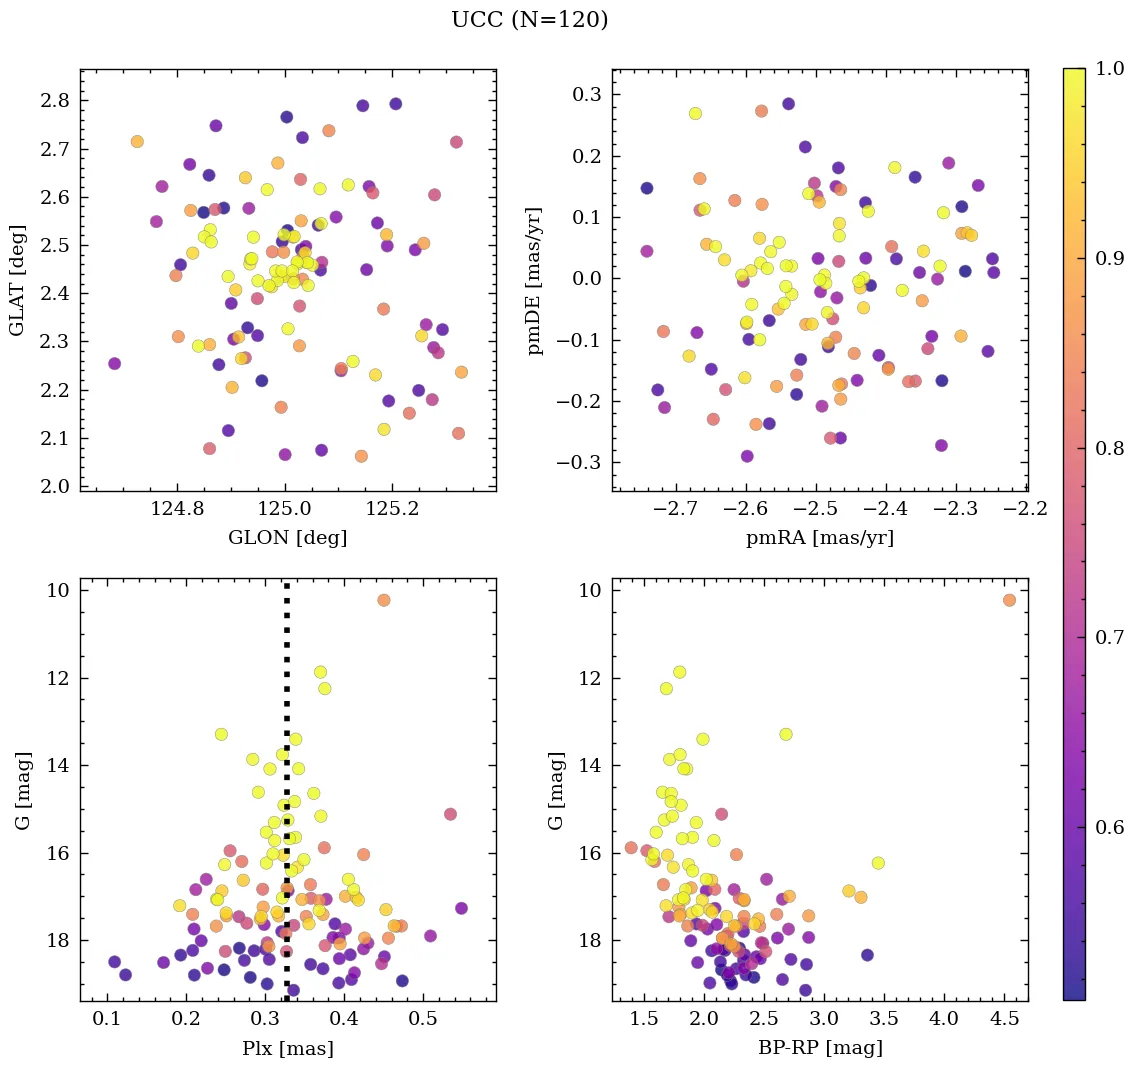 UCC (N=120)
2.8
2.7
2.6
2.5
2.4
2.3
2.2
2.1
2.0
GLAT [deg]
124.8 125.0 125.2
GLON [deg]
0.3
0.2
0.1
0.0
−0.1
−0.2
−0.3
pmDE [mas/yr]
−2.7 −2.6 −2.5 −2.4 −2.3 −2.2
pmRA [mas/yr]
10
12
14
16
18
G [mag]
0.1 0.2 0.3 0.4 0.5
Plx [mas]
10
12
14
16
18
G [mag]
1.5 2.0 2.5 3.0 3.5 4.0 4.5
BP-RP [mag]
1.0
0.9
0.8
0.7
0.6